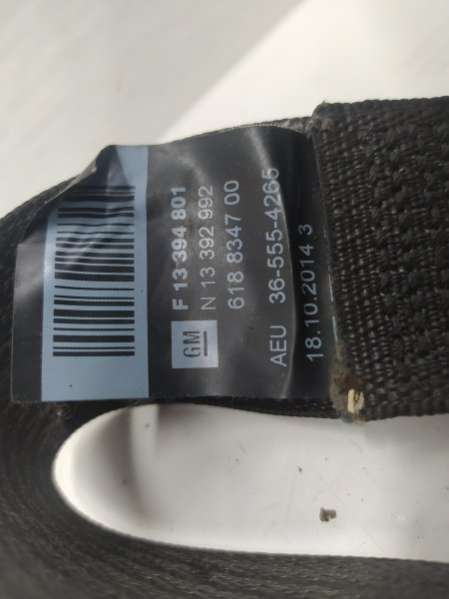 F 13 394 801
GM N 13 392 992
618 8347 00
AEU 36-555-4265
18.10.2014 3